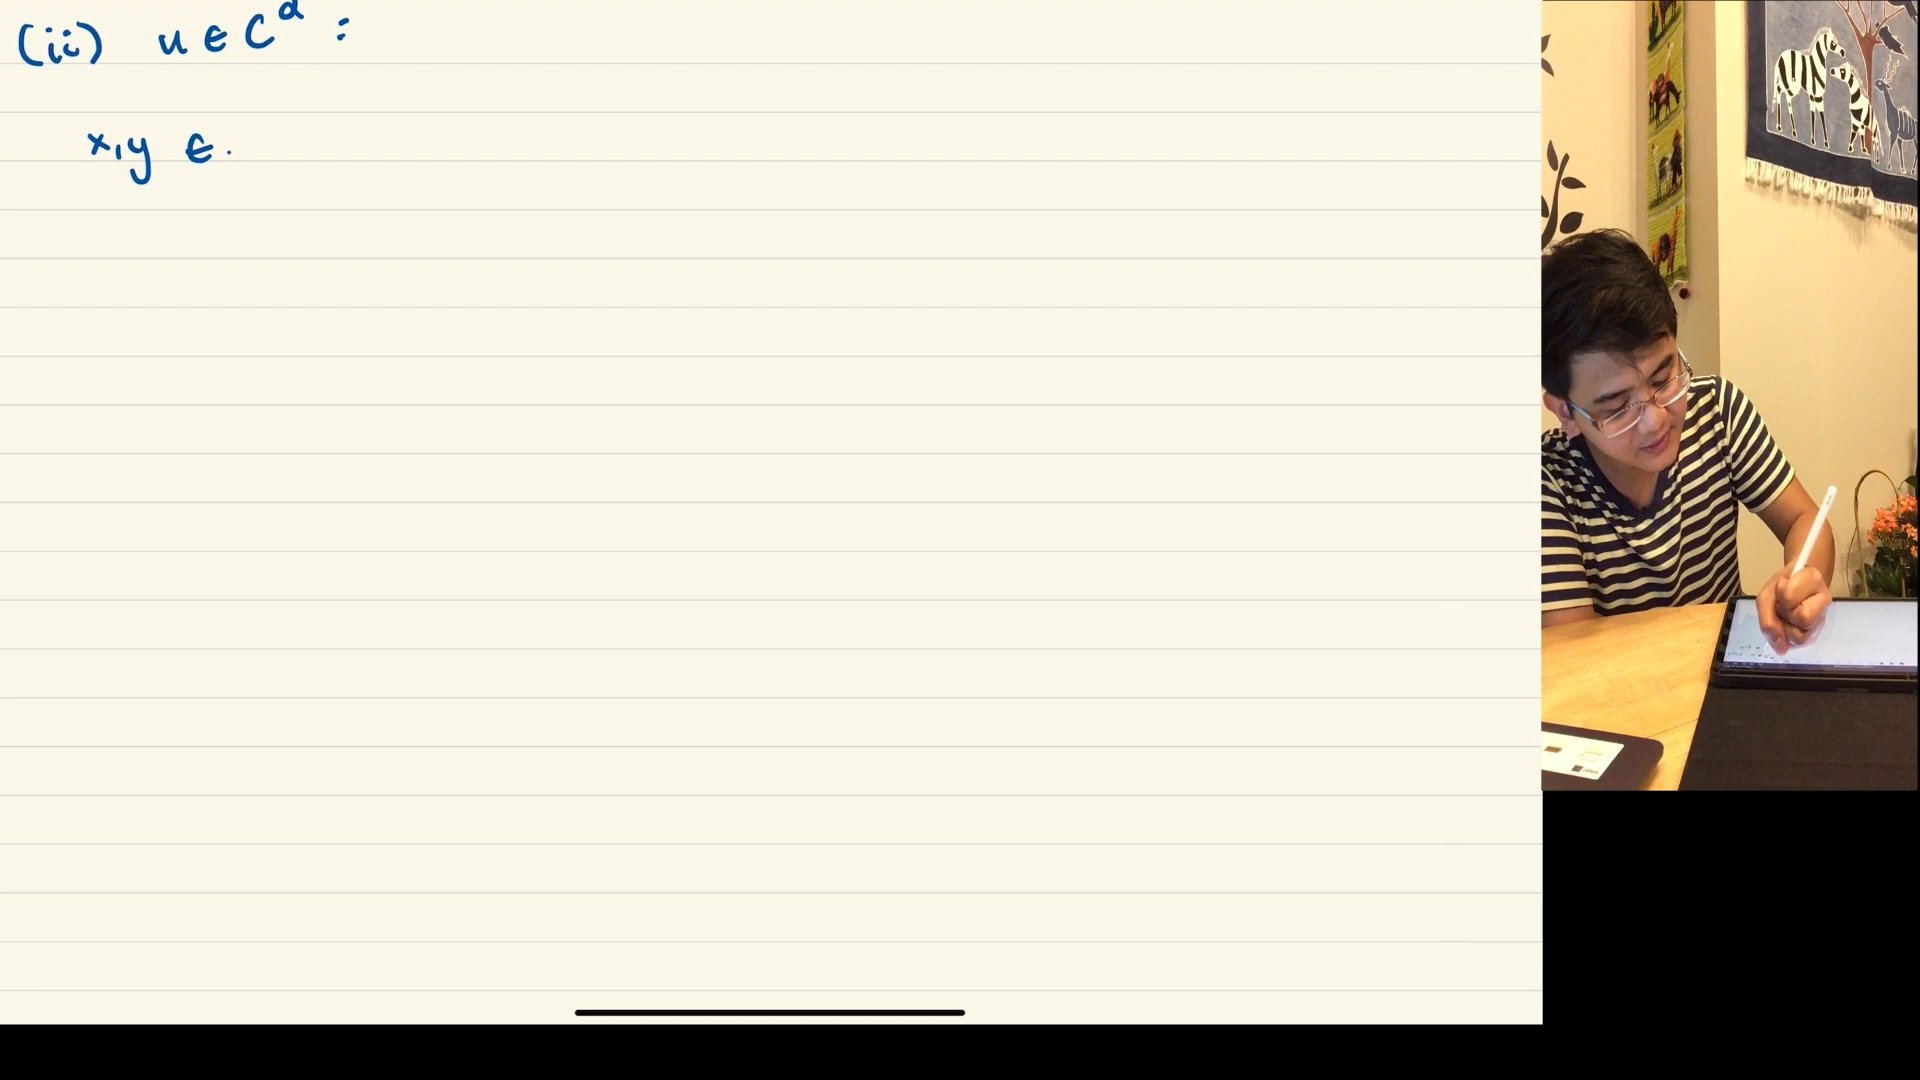 (ii) u ∈ C^α :
x,y ∈.